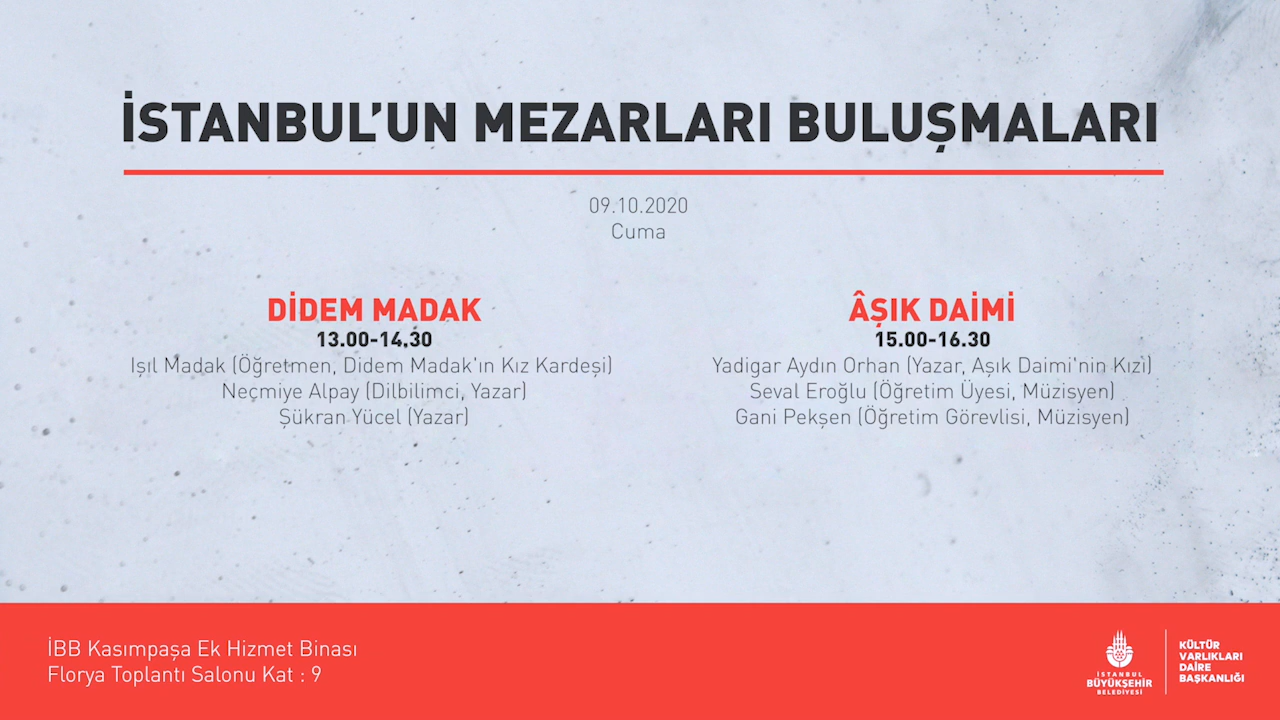 İSTANBUL’UN MEZARLARI BULUŞMALARI
09.10.2020
Cuma
DİDEM MADAK
13.00-14.30
Işıl Madak (Öğretmen, Didem Madak'ın Kız Kardeşi)
Neçmiye Alpay (Dilbilimci, Yazar)
Şükran Yücel (Yazar)
ÂŞIK DAİMİ
15.00-16.30
Yadigar Aydın Orhan (Yazar, Aşık Daimi'nin Kızı)
Seval Eroğlu (Öğretim Üyesi, Müzisyen)
Gani Pekşen (Öğretim Görevlisi, Müzisyen)
İBB Kasımpaşa Ek Hizmet Binası
Florya Toplantı Salonu Kat : 9
İSTANBUL
BÜYÜKŞEHİR
BELEDİYESİ
KÜLTÜR
VARLIKLARI
DAİRE
BAŞKANLIĞI